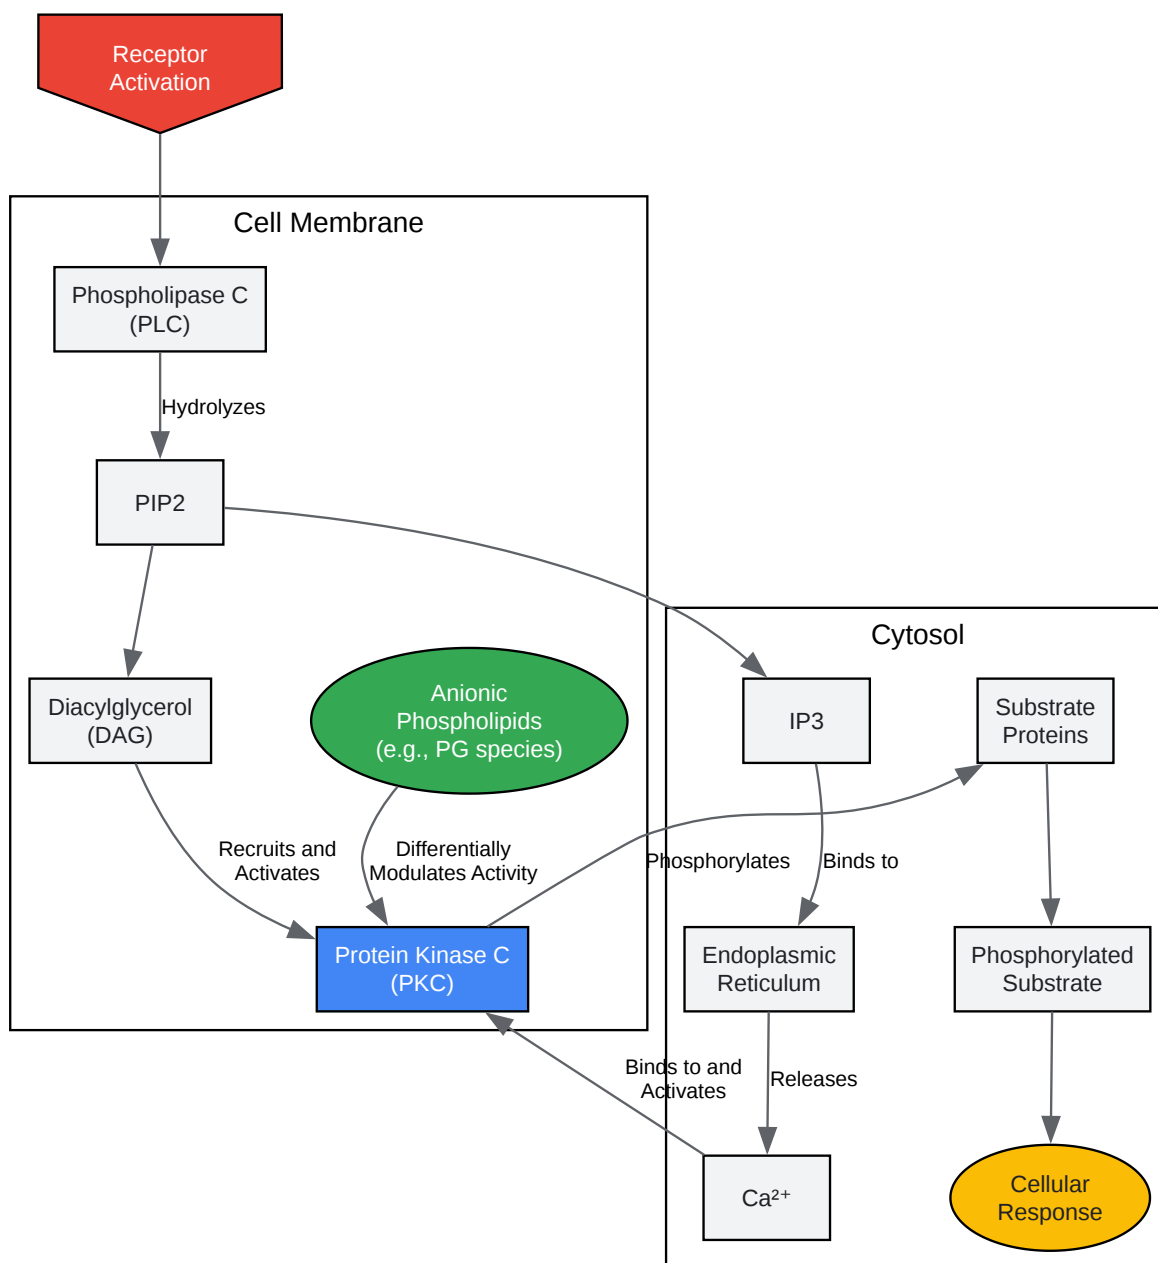 Receptor
Activation
Cell Membrane
Phospholipase C
(PLC)
Hydrolyzes
PIP2
Cytosol
Diacylglycerol
(DAG)
Anionic
Phospholipids
(e.g., PG species)
IP3
Substrate
Proteins
Recruits and
Activates
Differentially
Modulates Activity
Phosphorylates
Binds to
Protein Kinase C
(PKC)
Endoplasmic
Reticulum
Phosphorylated
Substrate
Binds to and
Activates
Releases
Ca²⁺
Cellular
Response